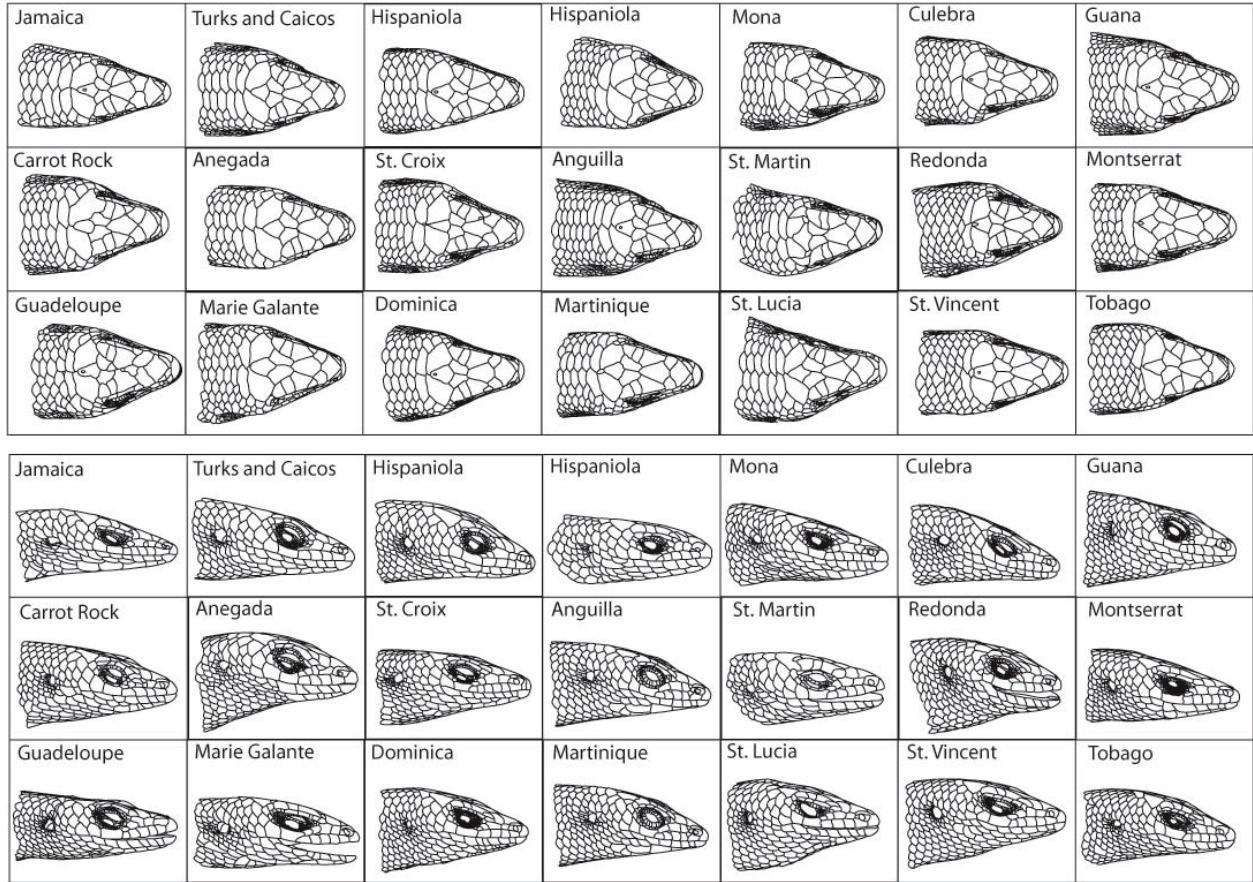 Jamaica
Turks and Caicos
Hispaniola
Hispaniola
Mona
Culebra
Guana
Carrot Rock
Anegada
St. Croix
Anguilla
St. Martin
Redonda
Montserrat
Guadeloupe
Marie Galante
Dominica
Martinique
St. Lucia
St. Vincent
Tobago
Jamaica
Turks and Caicos
Hispaniola
Hispaniola
Mona
Culebra
Guana
Carrot Rock
Anegada
St. Croix
Anguilla
St. Martin
Redonda
Montserrat
Guadeloupe
Marie Galante
Dominica
Martinique
St. Lucia
St. Vincent
Tobago